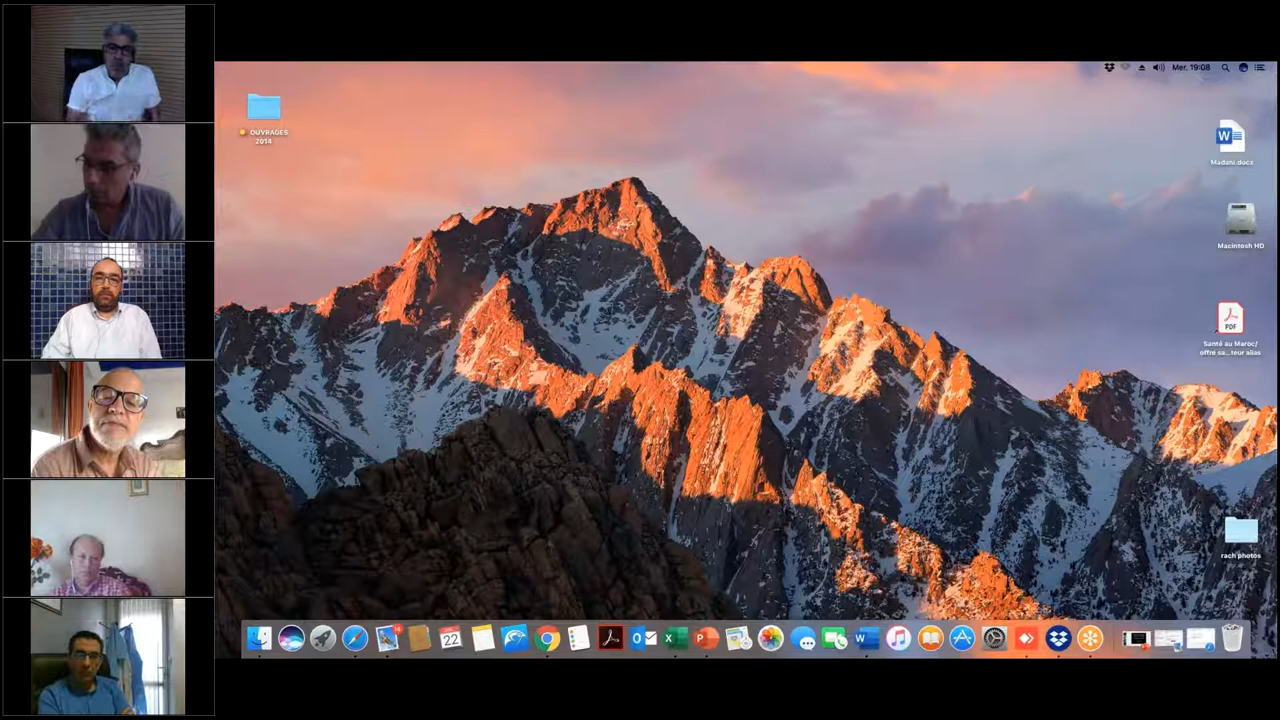 Mer. 19:08
OUVRAGES
2014
W
Madani.docx
Macintosh HD
PDF
Santé au Maroc/
offre sa...teur alias
rach photos
22
W